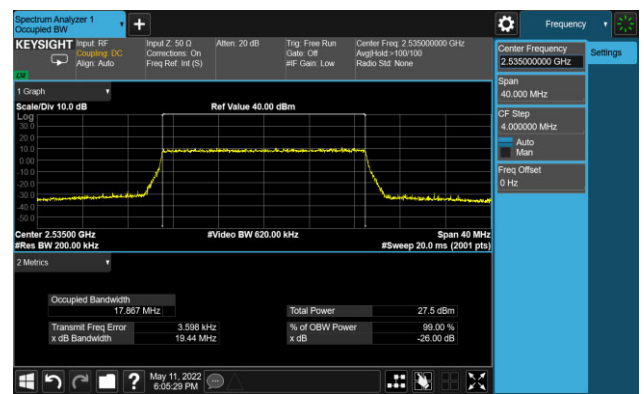 Spectrum Analyzer 1
Occupied BW
Frequency
KEYSIGHT
Input: RF
Coupling: DC
Align: Auto
Input Z: 50 Ω
Corrections: On
Freq Ref: Int (S)
Atten: 20 dB
Trig: Free Run
Gate: Off
#IF Gain: Low
Center Freq: 2.535000000 GHz
Avg|Hold:>100/100
Radio Std: None
Center Frequency
2.535000000 GHz
Settings
Span
40.000 MHz
CF Step
4.000000 MHz
Auto
Man
Freq Offset
0 Hz
1 Graph
Scale/Div 10.0 dB
Ref Value 40.00 dBm
Log
30.0
20.0
10.0
0.00
-10.0
-20.0
-30.0
-40.0
-50.0
Center 2.53500 GHz
#Video BW 620.00 kHz
Span 40 MHz
#Res BW 200.00 kHz
#Sweep 20.0 ms (2001 pts)
2 Metrics
Occupied Bandwidth
17.867 MHz
Total Power
27.5 dBm
Transmit Freq Error
3.598 kHz
% of OBW Power
99.00 %
x dB Bandwidth
19.44 MHz
x dB
-26.00 dB
May 11, 2022
6:05:29 PM